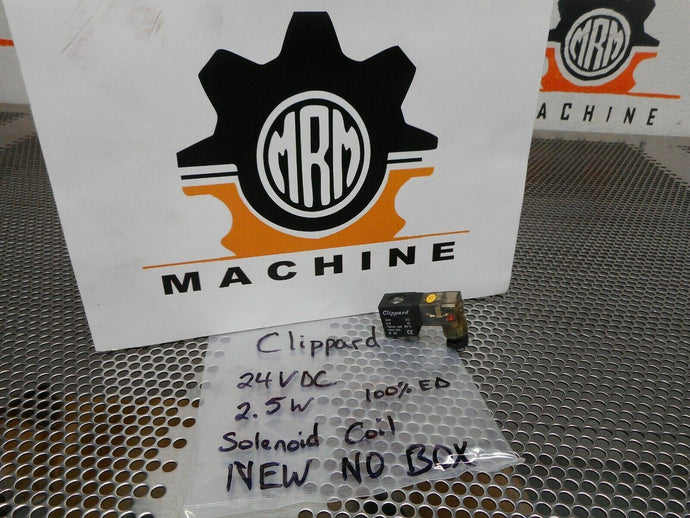 MRM
MACHINE
MRM
MACHINE
Clippard
Clippard
24VDC
2.5W 100% ED
Solenoid Coil
NEW NO BOX